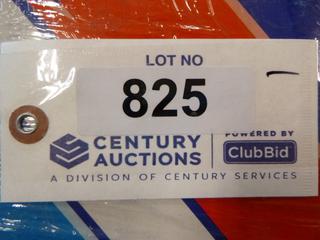 LOT NO
825
CENTURY AUCTIONS
POWERED BY
ClubBid
A DIVISION OF CENTURY SERVICES